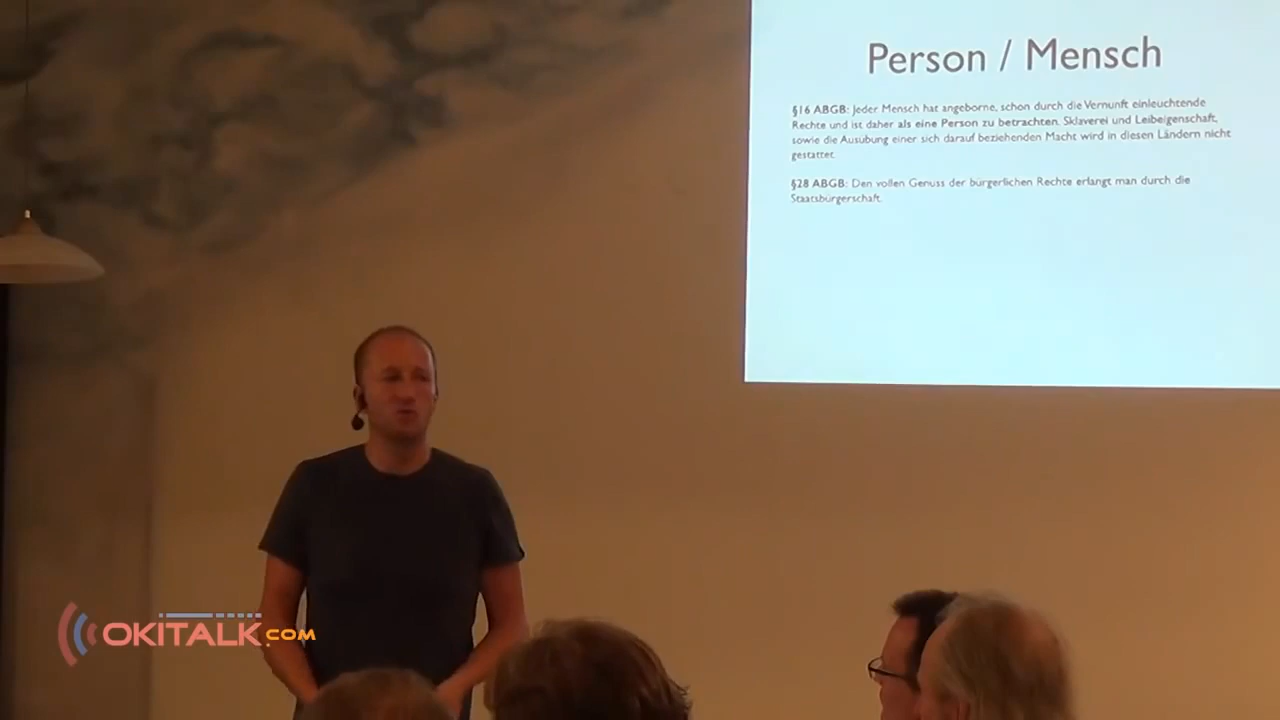 Person / Mensch
§16 ABGB: Jeder Mensch hat angeborne, schon durch die Vernunft einleuchtende
Rechte und ist daher als eine Person zu betrachten. Sklaverei und Leibeigenschaft,
sowie die Ausübung einer sich darauf beziehenden Macht wird in diesen Ländern nicht
gestattet.
§28 ABGB: Den vollen Genuss der bürgerlichen Rechte erlangt man durch die
Staatsbürgerschaft.
OKITALK.COM